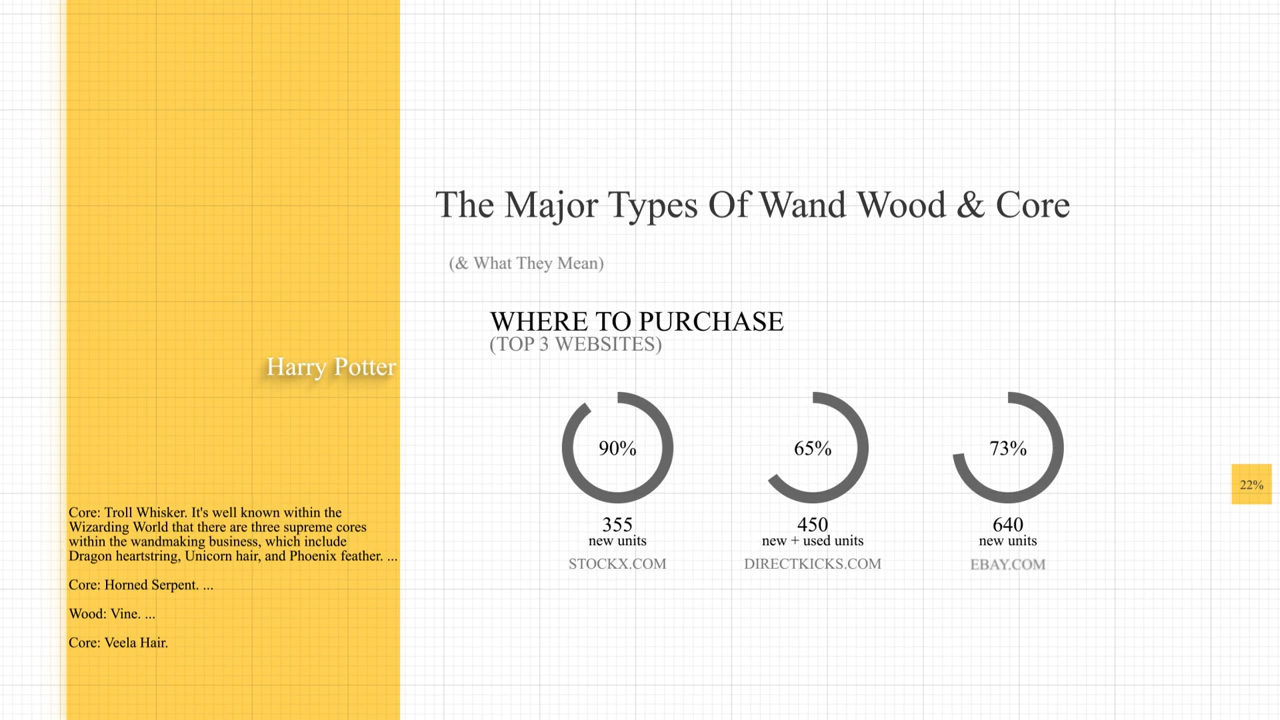 The Major Types Of Wand Wood & Core
(& What They Mean)
WHERE TO PURCHASE
(TOP 3 WEBSITES)
Harry Potter
90%
65%
73%
22%
355
new units
STOCKX.COM
450
new + used units
DIRECTKICKS.COM
640
new units
EBAY.COM
Core: Troll Whisker. It's well known within the
Wizarding World that there are three supreme cores
within the wandmaking business, which include
Dragon heartstring, Unicorn hair, and Phoenix feather. ...
Core: Horned Serpent. ...
Wood: Vine. ...
Core: Veela Hair.